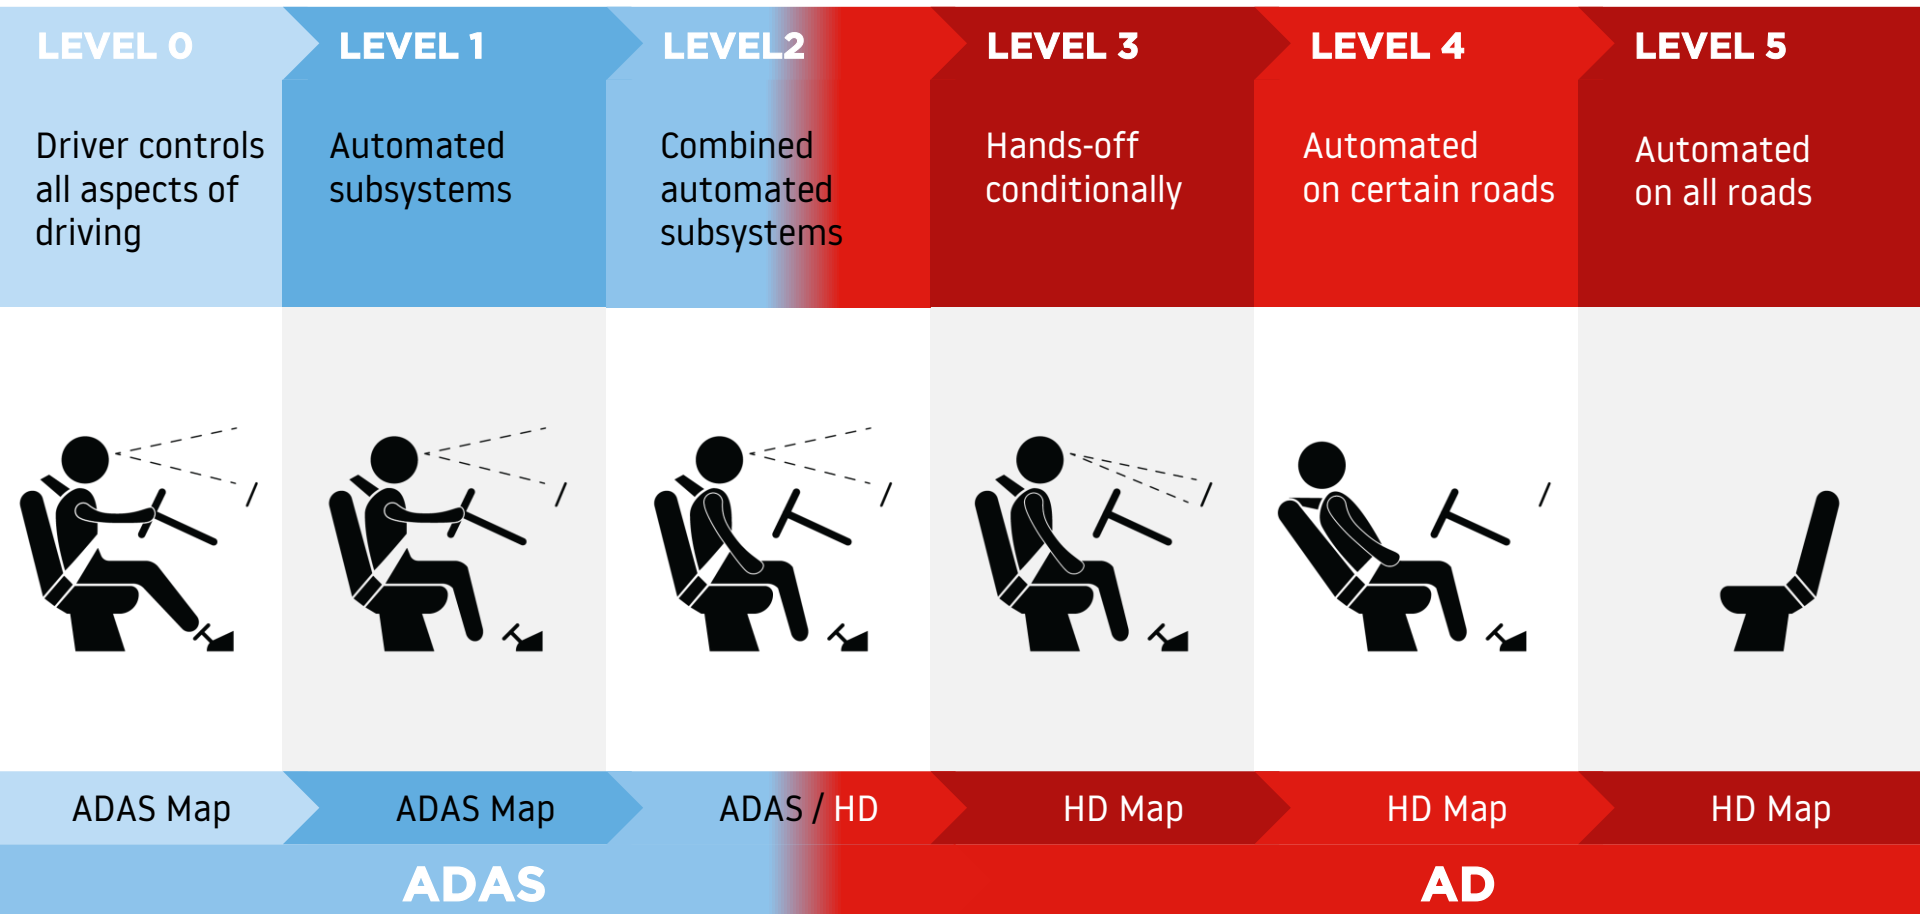 LEVEL 0
LEVEL 1
LEVEL2
LEVEL 3
LEVEL 4
LEVEL 5
Driver controls
all aspects of
driving
Automated
subsystems
Combined
automated
subsystems
Hands-off
conditionally
Automated
on certain roads
Automated
on all roads
ADAS Map
ADAS Map
ADAS / HD
HD Map
HD Map
HD Map
ADAS
AD